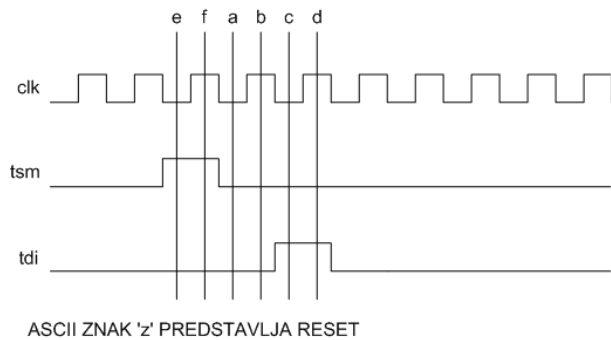 e f a b c d
clk
tsm
tdi
ASCII ZNAK 'z' PREDSTAVLJA RESET